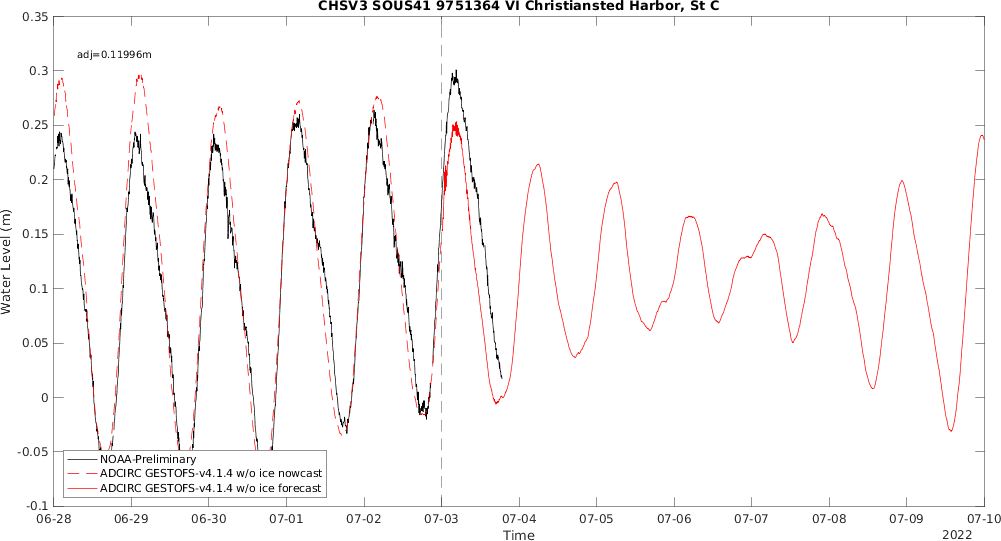 CHSV3 SOUS41 9751364 VI Christiansted Harbor, St C
adj=0.11996m
0.35
0.3
0.25
0.2
0.15
0.1
0.05
0
-0.05
-0.1
Water Level (m)
NOAA-Preliminary
ADCIRC GESTOFS-v4.1.4 w/o ice nowcast
ADCIRC GESTOFS-v4.1.4 w/o ice forecast
06-28 06-29 06-30 07-01 07-02 07-03 07-04 07-05 07-06 07-07 07-08 07-09 07-10
Time
2022